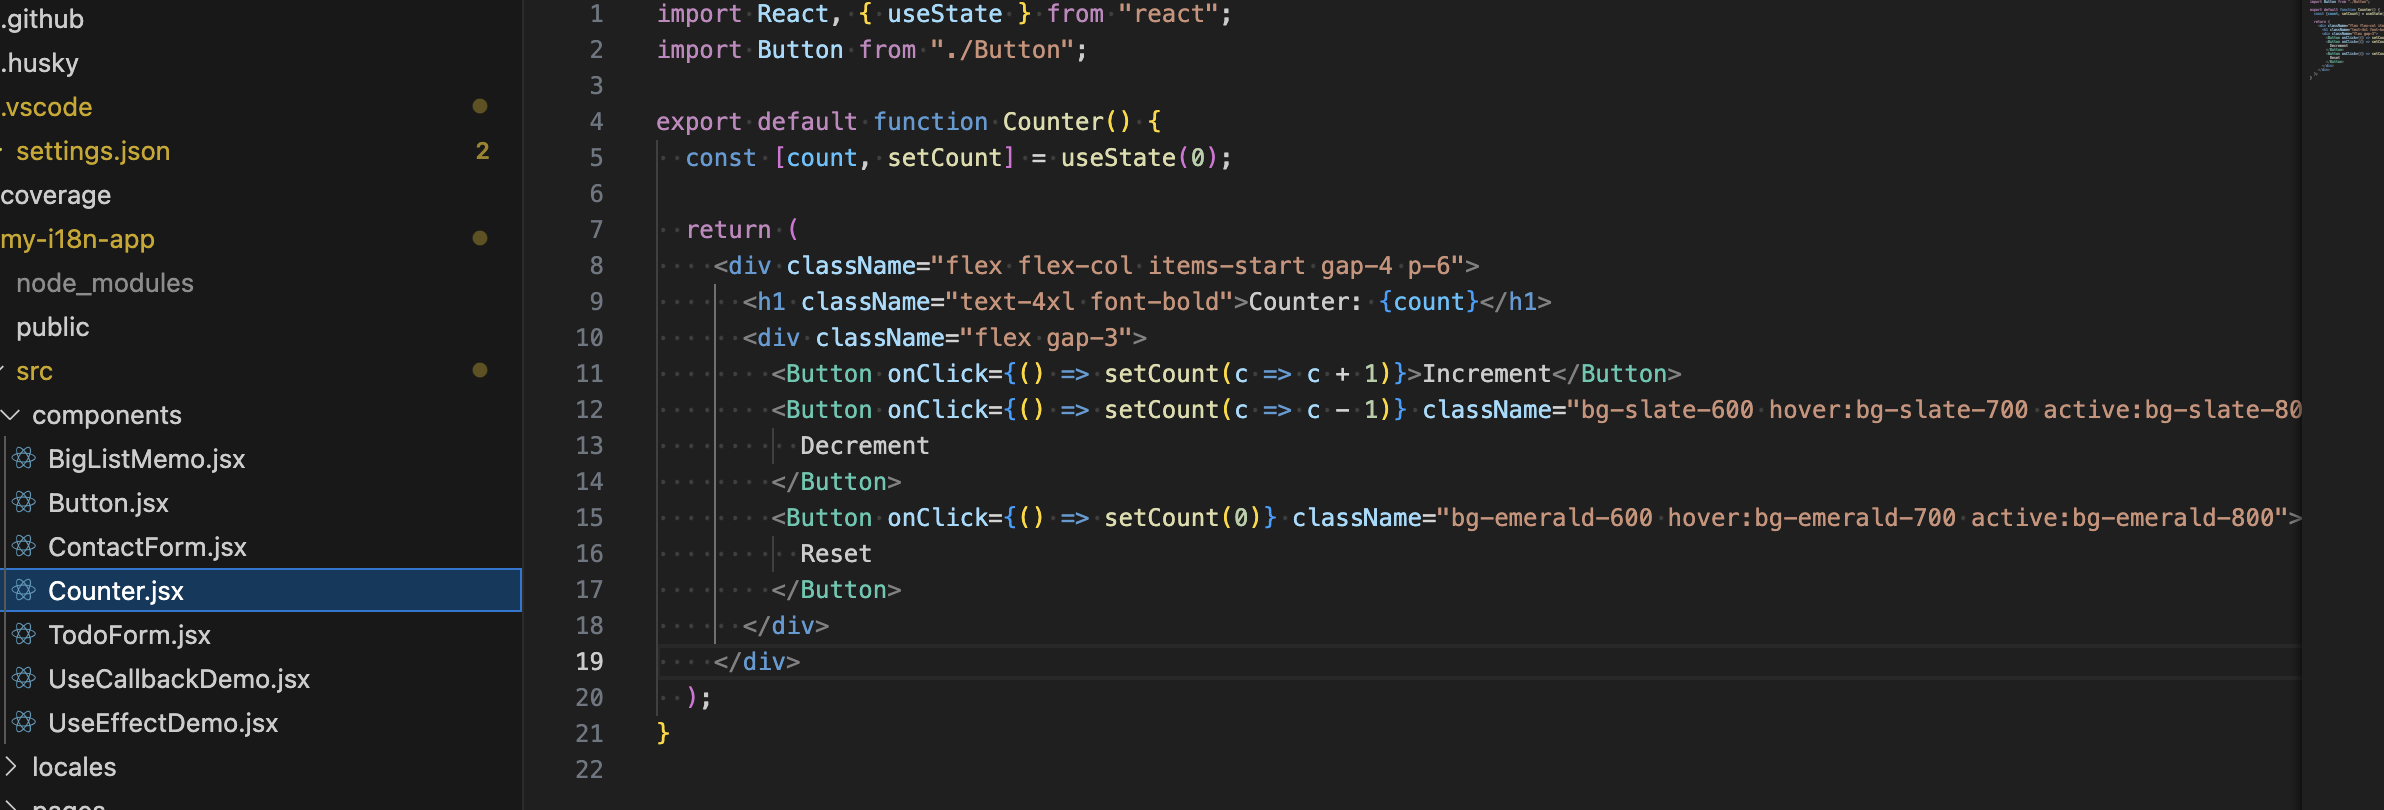 .github
.husky
.vscode
settings.json 2
coverage
my-i18n-app
node_modules
public
src
components
BigListMemo.jsx
Button.jsx
ContactForm.jsx
Counter.jsx
TodoForm.jsx
UseCallbackDemo.jsx
UseEffectDemo.jsx
locales
pages
1 import React, { useState } from "react";
2 import Button from "./Button";
3
4 export default function Counter() {
5   const [count, setCount] = useState(0);
6
7   return (
8     <div className="flex flex-col items-start gap-4 p-6">
9       <h1 className="text-4xl font-bold">Counter: {count}</h1>
10       <div className="flex gap-3">
11         <Button onClick={() => setCount(c => c + 1)}>Increment</Button>
12         <Button onClick={() => setCount(c => c - 1)} className="bg-slate-600 hover:bg-slate-700 active:bg-slate-80
13           Decrement
14         </Button>
15         <Button onClick={() => setCount(0)} className="bg-emerald-600 hover:bg-emerald-700 active:bg-emerald-800">
16           Reset
17         </Button>
18       </div>
19     </div>
20   );
21 }
22